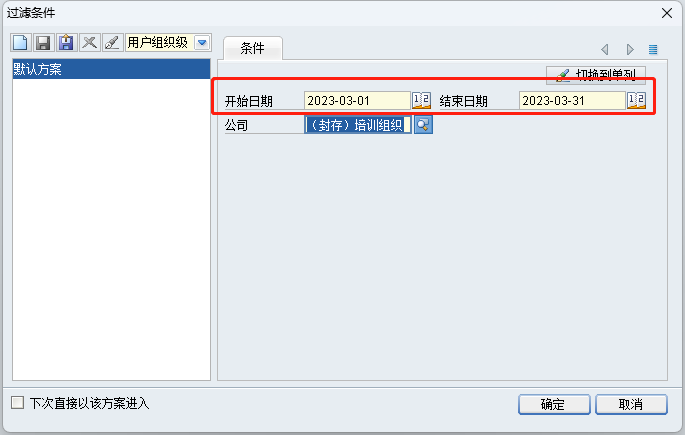 过滤条件
用户组织级
条件
默认方案
切换到单列
开始日期 2023-03-01 12 结束日期 2023-03-31 12
公司 （封存）培训组织
下次直接以该方案进入 确定 取消